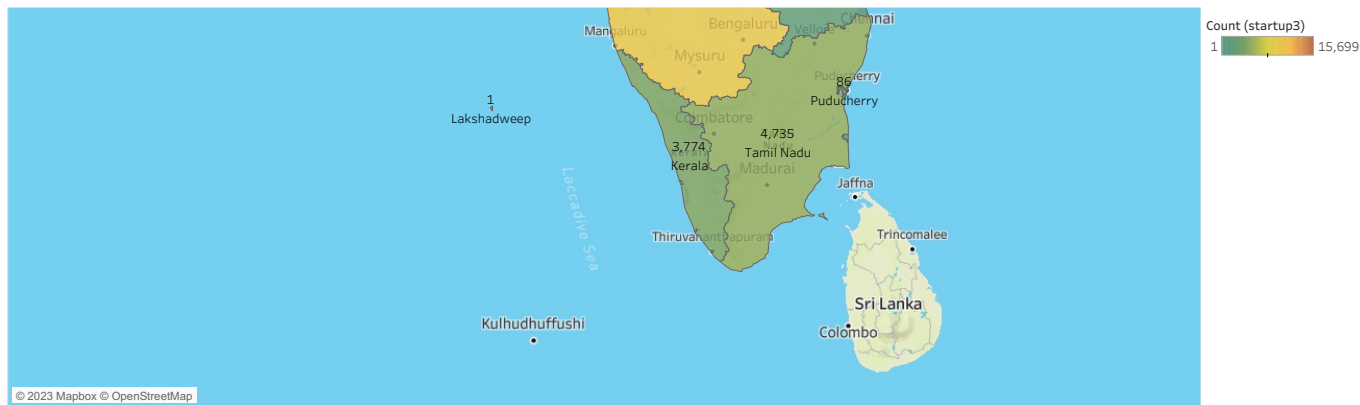 Count (startup3)
1
15,699
Chennai
Mangaluru
Bengaluru
Vellore
Mysuru
Puducherry
86
Puducherry
1
Lakshadweep
Coimbatore
4,735
Nadu
Tamil Nadu
3,774
Kerala
Madurai
Laccadive Sea
Jaffna
Thiruvananthapuram
Trincomalee
Sri Lanka
Kulhudhuffushi
Colombo
© 2023 Mapbox © OpenStreetMap